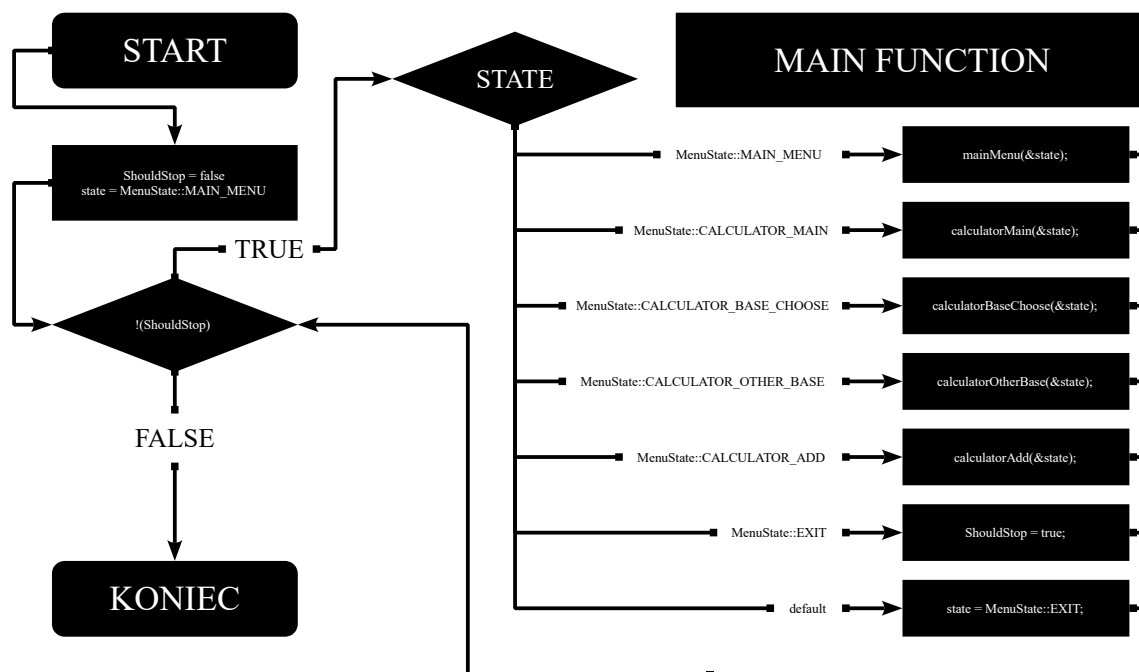 START
STATE
MAIN FUNCTION
ShouldStop = false
state = MenuState::MAIN_MENU
TRUE
!(ShouldStop)
FALSE
KONIEC
MenuState::MAIN_MENU
mainMenu(&state);
MenuState::CALCULATOR_MAIN
calculatorMain(&state);
MenuState::CALCULATOR_BASE_CHOOSE
calculatorBaseChoose(&state);
MenuState::CALCULATOR_OTHER_BASE
calculatorOtherBase(&state);
MenuState::CALCULATOR_ADD
calculatorAdd(&state);
MenuState::EXIT
ShouldStop = true;
default
state = MenuState::EXIT;